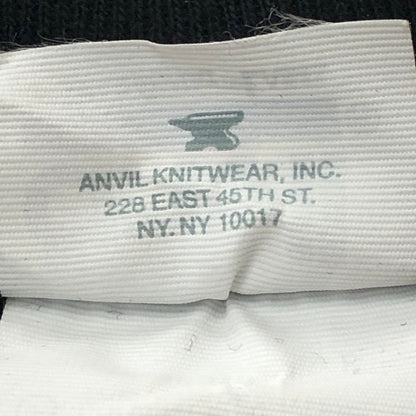 ANVIL KNITWEAR, INC.
228 EAST 45TH ST.
NY. NY 10017